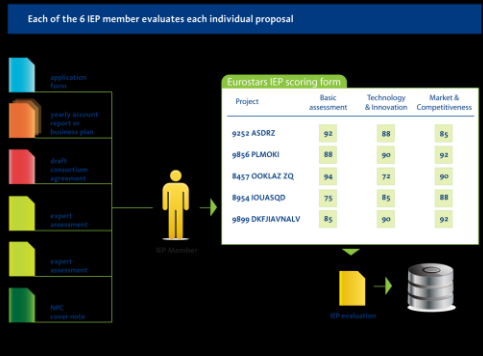 Each of the 6 IEP member evaluates each individual proposal
application
form
yearly account
report or
business plan
draft
consortium
agreement
expert
assessment
expert
assessment
NPC
cover note
IEP Member
Eurostars IEP scoring form
Project
Basic
assessment
Technology
& Innovation
Market &
Competitiveness
9252 ASDRZ 92 88 85
9856 PLMOKI 88 90 92
8457 OOKLAZ ZQ 94 72 90
8954 IOUASQD 75 85 88
9899 DKFJIAVNALV 85 90 92
IEP evaluation